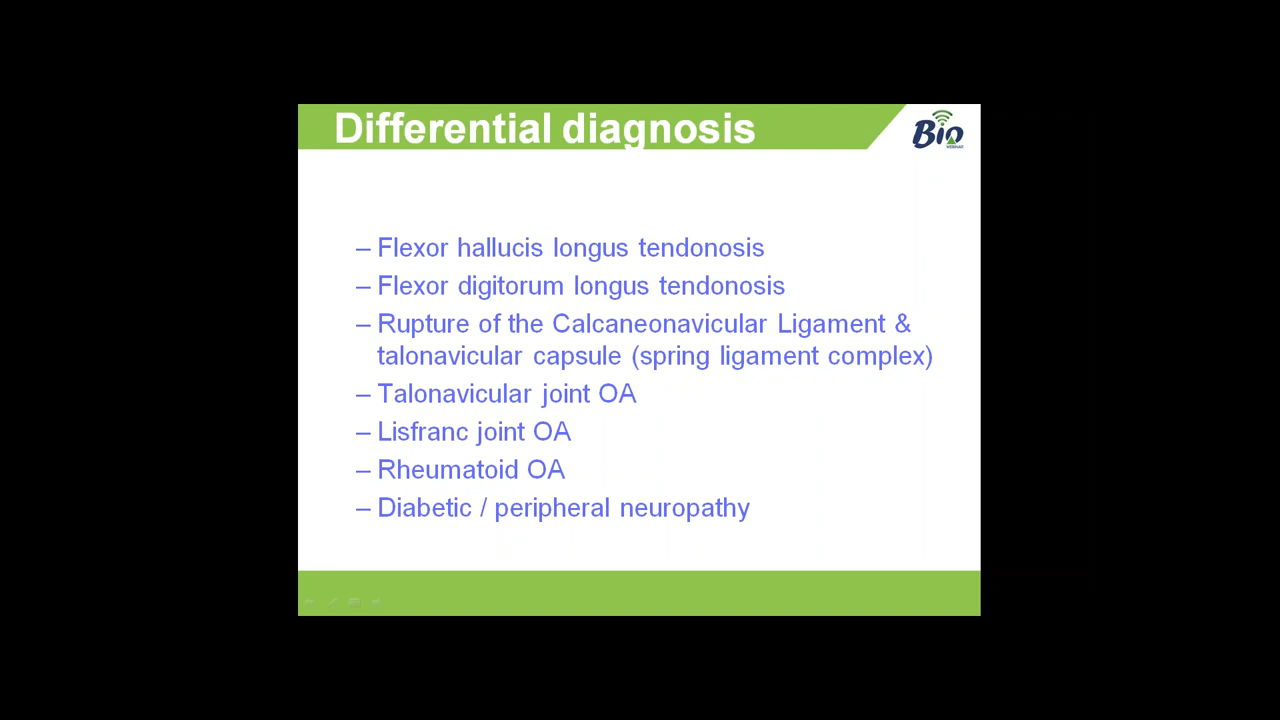 Differential diagnosis
Bio
WEBINAR
– Flexor hallucis longus tendonosis
– Flexor digitorum longus tendonosis
– Rupture of the Calcaneonavicular Ligament &
talonavicular capsule (spring ligament complex)
– Talonavicular joint OA
– Lisfranc joint OA
– Rheumatoid OA
– Diabetic / peripheral neuropathy